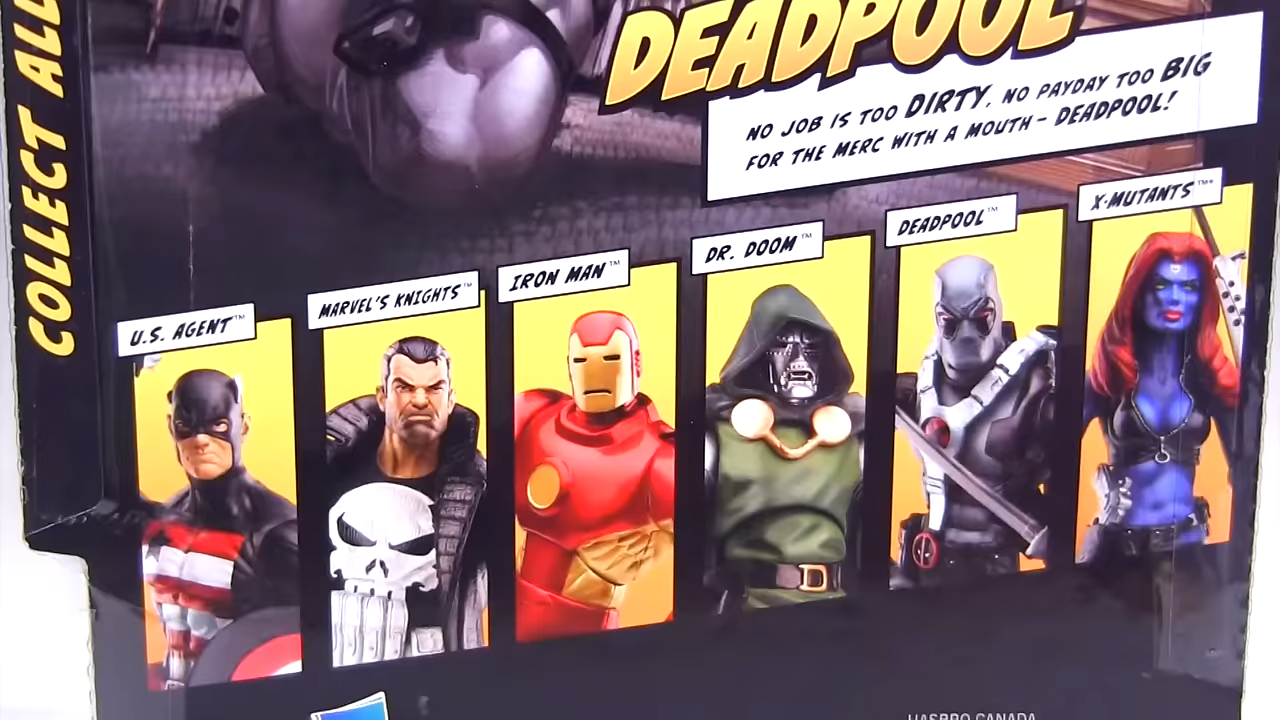 COLLECT ALL
DEADPOOL
NO JOB IS TOO DIRTY, NO PAYDAY TOO BIG
FOR THE MERC WITH A MOUTH - DEADPOOL!
U.S. AGENT™
MARVEL'S KNIGHTS™
IRON MAN™
DR. DOOM™
DEADPOOL™
X-MUTANTS™*
HASBRO CANADA